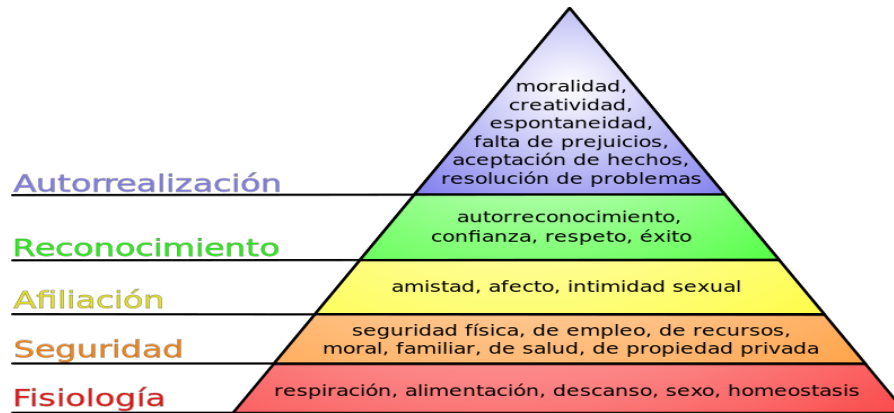 moralidad,
creatividad,
espontaneidad,
falta de prejuicios,
aceptación de hechos,
resolución de problemas
Autorrealización
autorreconocimiento,
confianza, respeto, éxito
Reconocimiento
amistad, afecto, intimidad sexual
Afiliación
seguridad física, de empleo, de recursos,
moral, familiar, de salud, de propiedad privada
Seguridad
respiración, alimentación, descanso, sexo, homeostasis
Fisiología